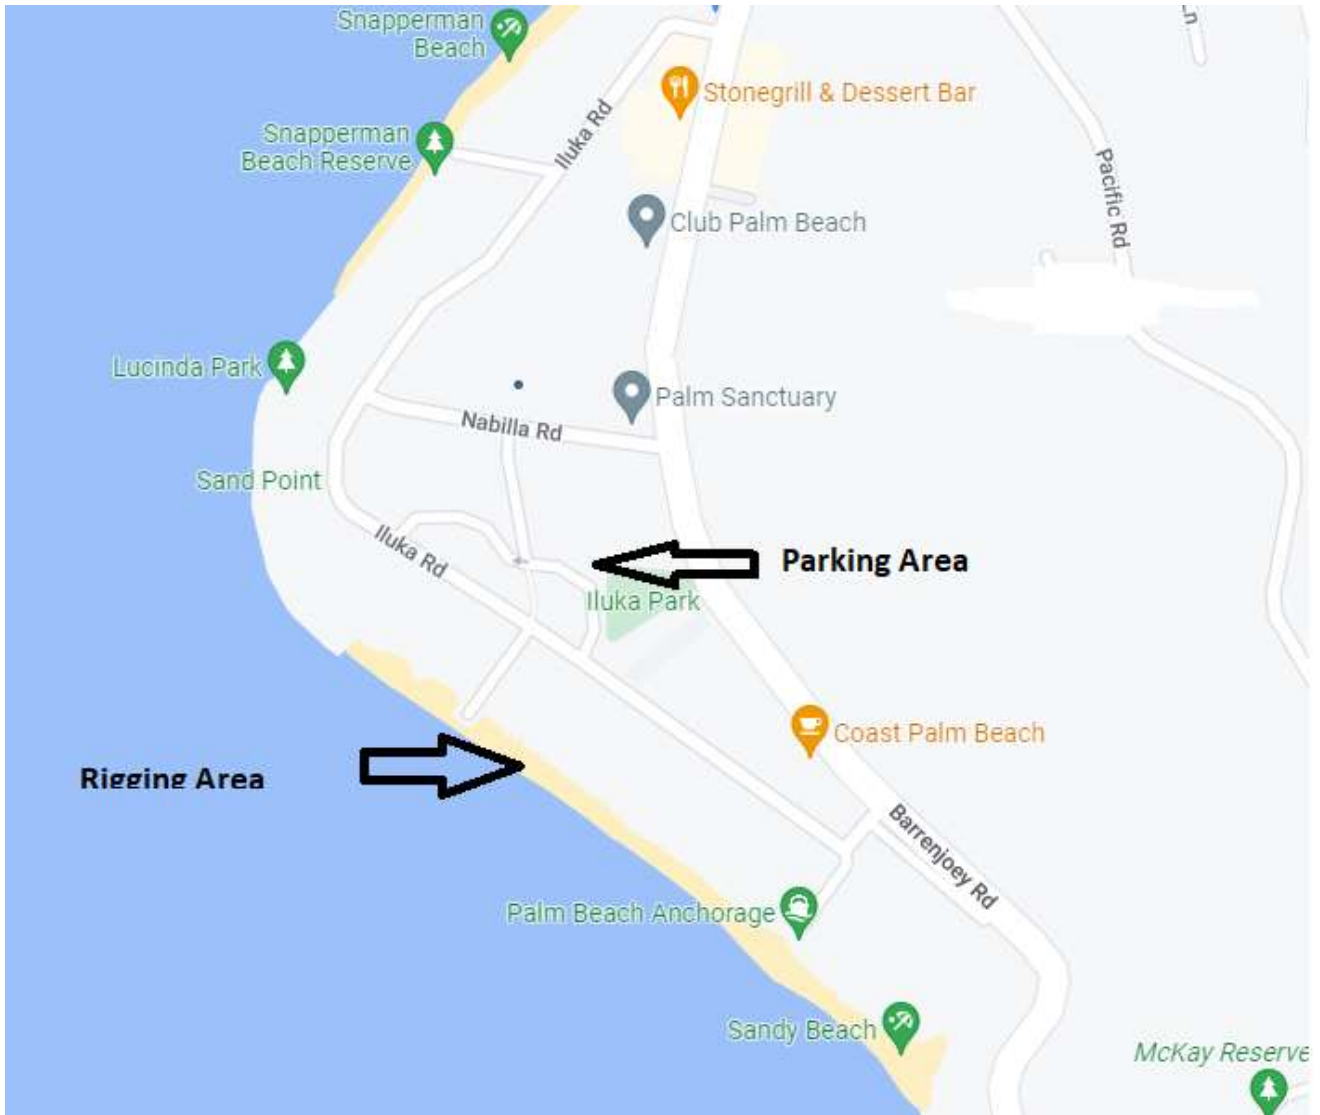 Snapperman
Beach
Ln
Stonegrill & Dessert Bar
Iluka Rd
Snapperman
Beach Reserve
Pacific Rd
Club Palm Beach
Lucinda Park
Palm Sanctuary
Nabilla Rd
Sand Point
Iluka Rd
Parking Area
Iluka Park
Coast Palm Beach
Rigging Area
Barrenjoey Rd
Palm Beach Anchorage
Sandy Beach
McKay Reserve